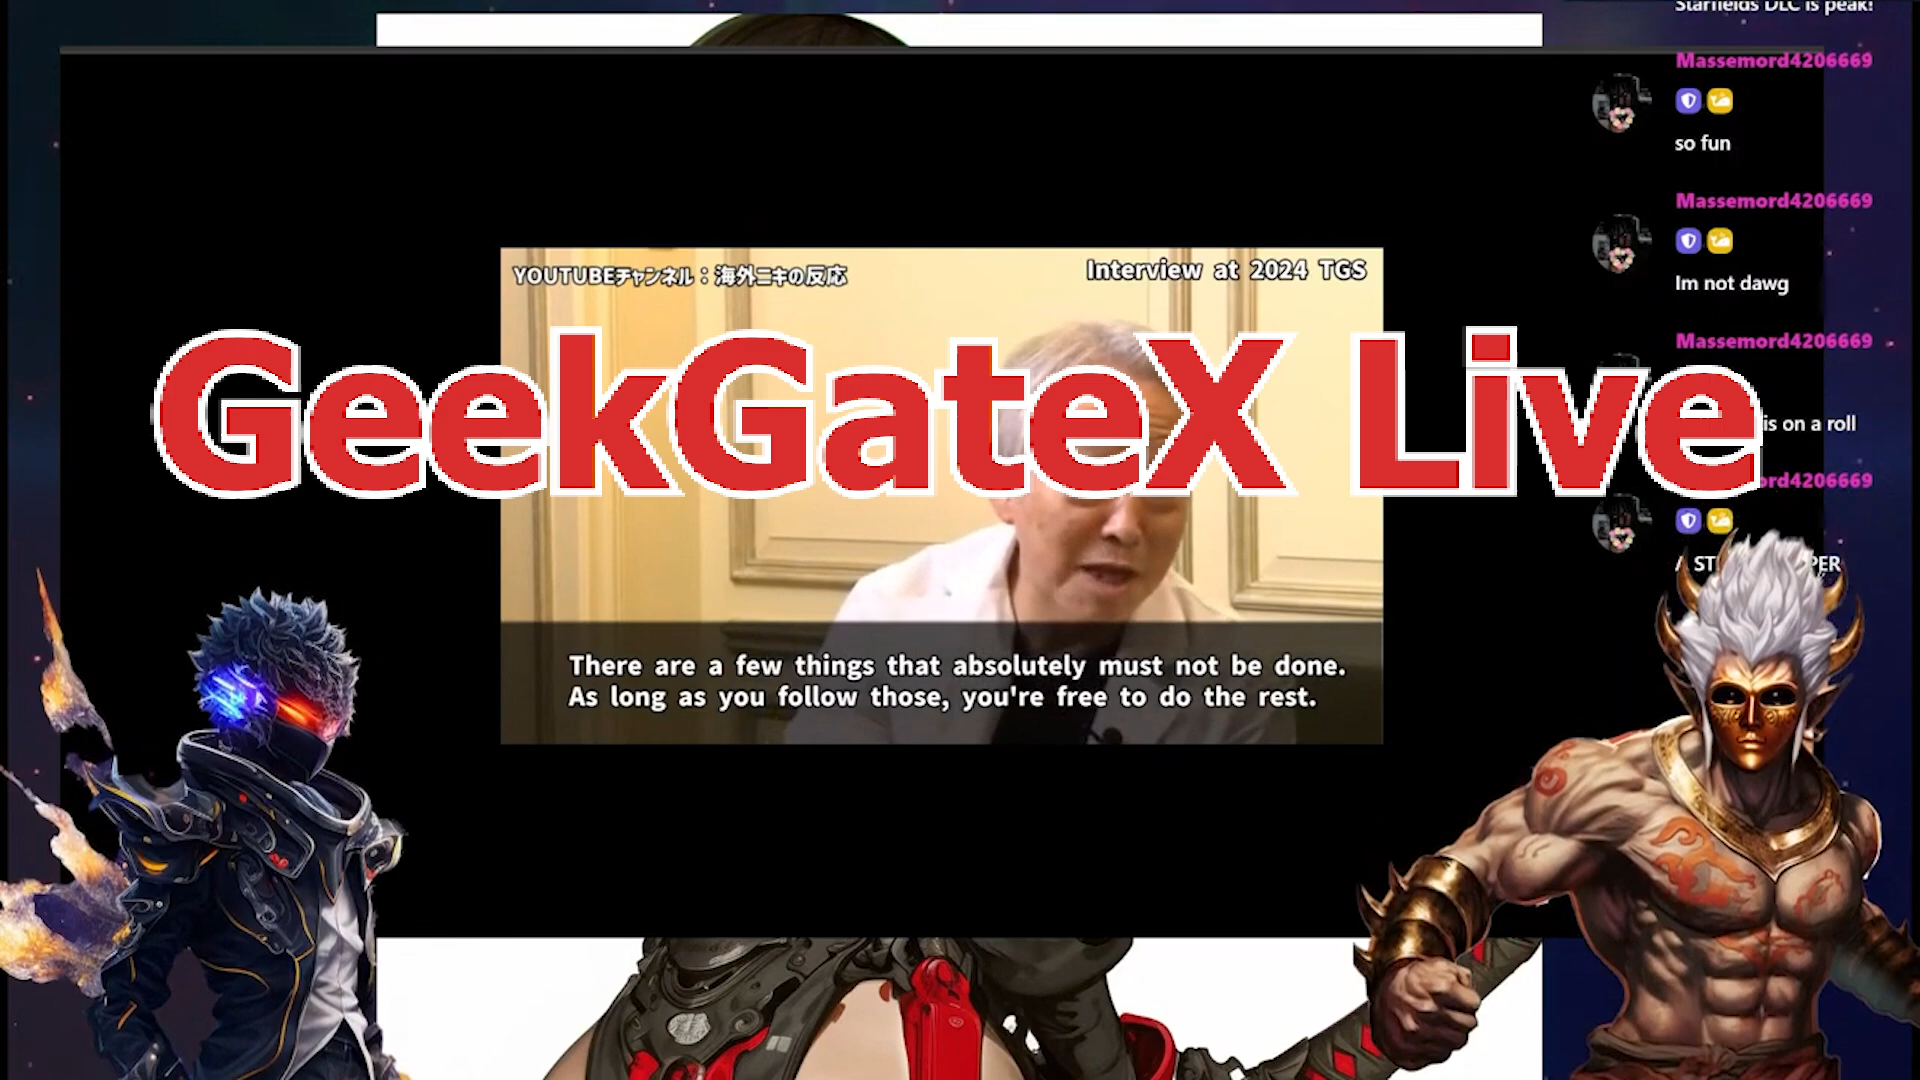 Starfields DLC is peak!
Massemord4206669
so fun
Massemord4206669
Im not dawg
Massemord4206669
is on a roll
ord4206669
A ST PER
YOUTUBEチャンネル：海外ニキの反応
Interview at 2024 TGS
GeekGateX Live
There are a few things that absolutely must not be done.
As long as you follow those, you're free to do the rest.